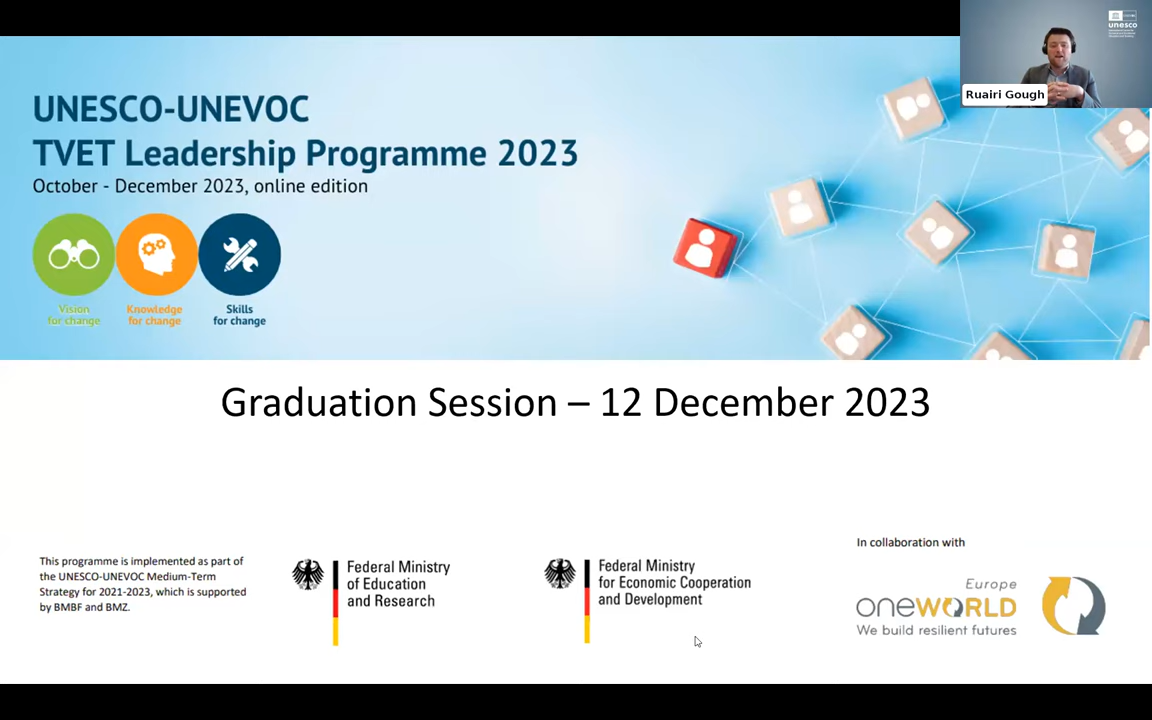 unesco
Ruairi Gough
UNESCO-UNEVOC
TVET Leadership Programme 2023
October - December 2023, online edition
Vision
for change
Knowledge
for change
Skills
for change
Graduation Session – 12 December 2023
This programme is implemented as part of
the UNESCO-UNEVOC Medium-Term
Strategy for 2021-2023, which is supported
by BMBF and BMZ.
Federal Ministry
of Education
and Research
Federal Ministry
for Economic Cooperation
and Development
In collaboration with
Europe
oneWORLD
We build resilient futures